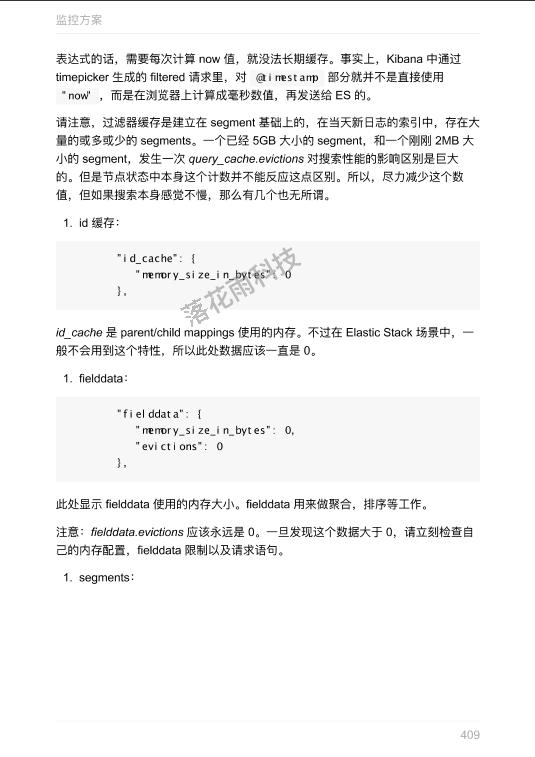 监控方案
表达式的话，需要每次计算 now 值，就没法长期缓存。事实上，Kibana 中通过
timepicker 生成的 filtered 请求里，对 @timestamp 部分就并不是直接使用
"now" ，而是在浏览器上计算成毫秒数值，再发送给 ES 的。
请注意，过滤器缓存是建立在 segment 基础上的，在当天新日志的索引中，存在大
量的或多或少的 segments。一个已经 5GB 大小的 segment，和一个刚刚 2MB 大
小的 segment，发生一次 query_cache.evictions 对搜索性能的影响区别是巨大
的。但是节点状态中本身这个计数并不能反应这点区别。所以，尽力减少这个数
值，但如果搜索本身感觉不慢，那么有几个也无所谓。
1. id 缓存：
"id_cache": {
"memory_size_in_bytes": 0
},
落花雨科技
id_cache 是 parent/child mappings 使用的内存。不过在 Elastic Stack 场景中，一
般不会用到这个特性，所以此处数据应该一直是 0。
1. fielddata：
"fielddata": {
"memory_size_in_bytes": 0,
"evictions": 0
},
此处显示 fielddata 使用的内存大小。fielddata 用来做聚合，排序等工作。
注意：fielddata.evictions 应该永远是 0。一旦发现这个数据大于 0，请立刻检查自
己的内存配置，fielddata 限制以及请求语句。
1. segments：
409